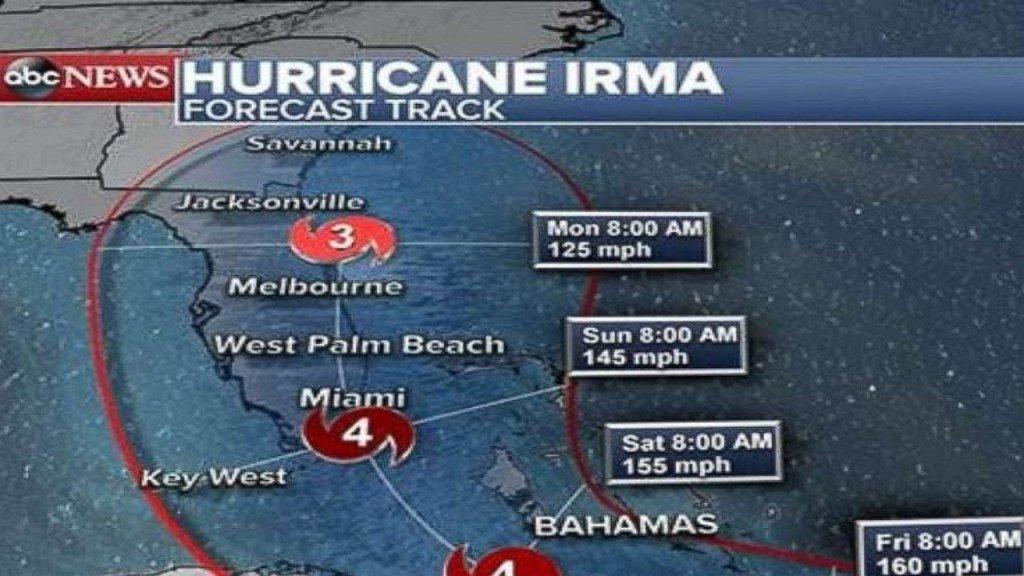 abc NEWS
HURRICANE IRMA
FORECAST TRACK
Savannah
Jacksonville
3
Mon 8:00 AM
125 mph
Melbourne
West Palm Beach
Sun 8:00 AM
145 mph
Miami
4
Sat 8:00 AM
155 mph
Key West
BAHAMAS
Fri 8:00 AM
160 mph
4